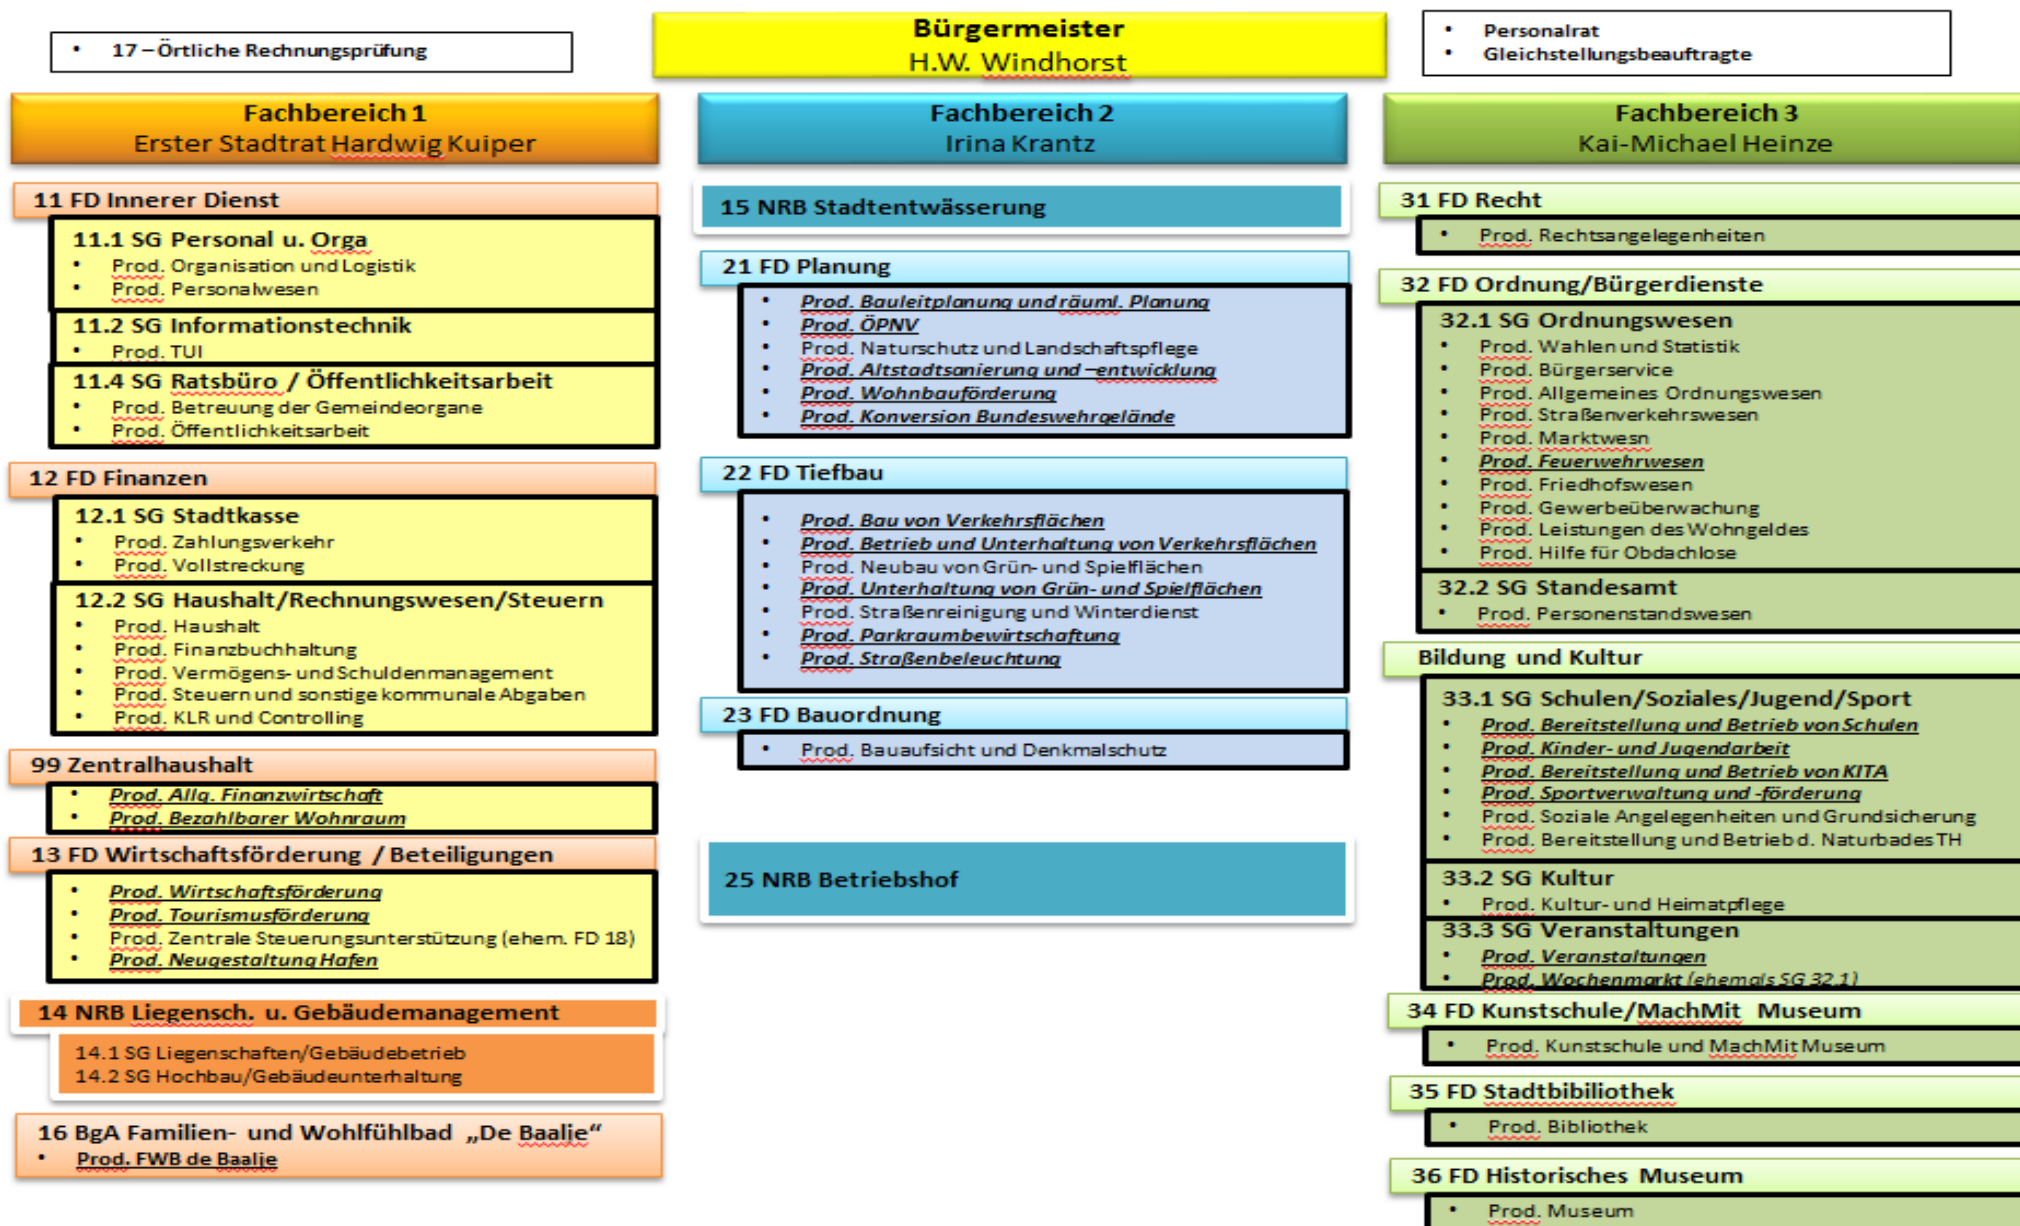 • 17 – Örtliche Rechnungsprüfung
Bürgermeister
H.W. Windhorst
• Personalrat
• Gleichstellungsbeauftragte
Fachbereich 1
Erster Stadtrat Hardwig Kuiper
11 FD Innerer Dienst
11.1 SG Personal u. Orga
• Prod. Organisation und Logistik
• Prod. Personalwesen
11.2 SG Informationstechnik
• Prod. TUI
11.4 SG Ratsbüro / Öffentlichkeitsarbeit
• Prod. Betreuung der Gemeindeorgane
• Prod. Öffentlichkeitsarbeit
12 FD Finanzen
12.1 SG Stadtkasse
• Prod. Zahlungsverkehr
• Prod. Vollstreckung
12.2 SG Haushalt/Rechnungswesen/Steuern
• Prod. Haushalt
• Prod. Finanzbuchhaltung
• Prod. Vermögens- und Schuldenmanagement
• Prod. Steuern und sonstige kommunale Abgaben
• Prod. KLR und Controlling
99 Zentralhaushalt
• Prod. Allg. Finanzwirtschaft
• Prod. Bezahlbarer Wohnraum
13 FD Wirtschaftsförderung / Beteiligungen
• Prod. Wirtschaftsförderung
• Prod. Tourismusförderung
• Prod. Zentrale Steuerungsunterstützung (ehem. FD 18)
• Prod. Neugestaltung Hafen
14 NRB Liegensch. u. Gebäudemanagement
14.1 SG Liegenschaften/Gebäudebetrieb
14.2 SG Hochbau/Gebäudeunterhaltung
16 BgA Familien- und Wohlfühlbad „De Baalje“
• Prod. FWB de Baalje
Fachbereich 2
Irina Krantz
15 NRB Stadtentwässerung
21 FD Planung
• Prod. Bauleitplanung und räuml. Planung
• Prod. ÖPNV
• Prod. Naturschutz und Landschaftspflege
• Prod. Altstadtsanierung und –entwicklung
• Prod. Wohnbauförderung
• Prod. Konversion Bundeswehrgelände
22 FD Tiefbau
• Prod. Bau von Verkehrsflächen
• Prod. Betrieb und Unterhaltung von Verkehrsflächen
• Prod. Neubau von Grün- und Spielflächen
• Prod. Unterhaltung von Grün- und Spielflächen
• Prod. Straßenreinigung und Winterdienst
• Prod. Parkraumbewirtschaftung
• Prod. Straßenbeleuchtung
23 FD Bauordnung
• Prod. Bauaufsicht und Denkmalschutz
25 NRB Betriebshof
Fachbereich 3
Kai-Michael Heinze
31 FD Recht
• Prod. Rechtsangelegenheiten
32 FD Ordnung/Bürgerdienste
32.1 SG Ordnungswesen
• Prod. Wahlen und Statistik
• Prod. Bürgerservice
• Prod. Allgemeines Ordnungswesen
• Prod. Straßenverkehrswesen
• Prod. Marktwesn
• Prod. Feuerwehrwesen
• Prod. Friedhofswesen
• Prod. Gewerbeüberwachung
• Prod. Leistungen des Wohngeldes
• Prod. Hilfe für Obdachlose
32.2 SG Standesamt
• Prod. Personenstandswesen
Bildung und Kultur
33.1 SG Schulen/Soziales/Jugend/Sport
• Prod. Bereitstellung und Betrieb von Schulen
• Prod. Kinder- und Jugendarbeit
• Prod. Bereitstellung und Betrieb von KITA
• Prod. Sportverwaltung und -förderung
• Prod. Soziale Angelegenheiten und Grundsicherung
• Prod. Bereitstellung und Betrieb d. Naturbades TH
33.2 SG Kultur
• Prod. Kultur- und Heimatpflege
33.3 SG Veranstaltungen
• Prod. Veranstaltungen
• Prod. Wochenmarkt (ehemals SG 32.1)
34 FD Kunstschule/MachMit Museum
• Prod. Kunstschule und MachMit Museum
35 FD Stadtbibiliothek
• Prod. Bibliothek
36 FD Historisches Museum
• Prod. Museum